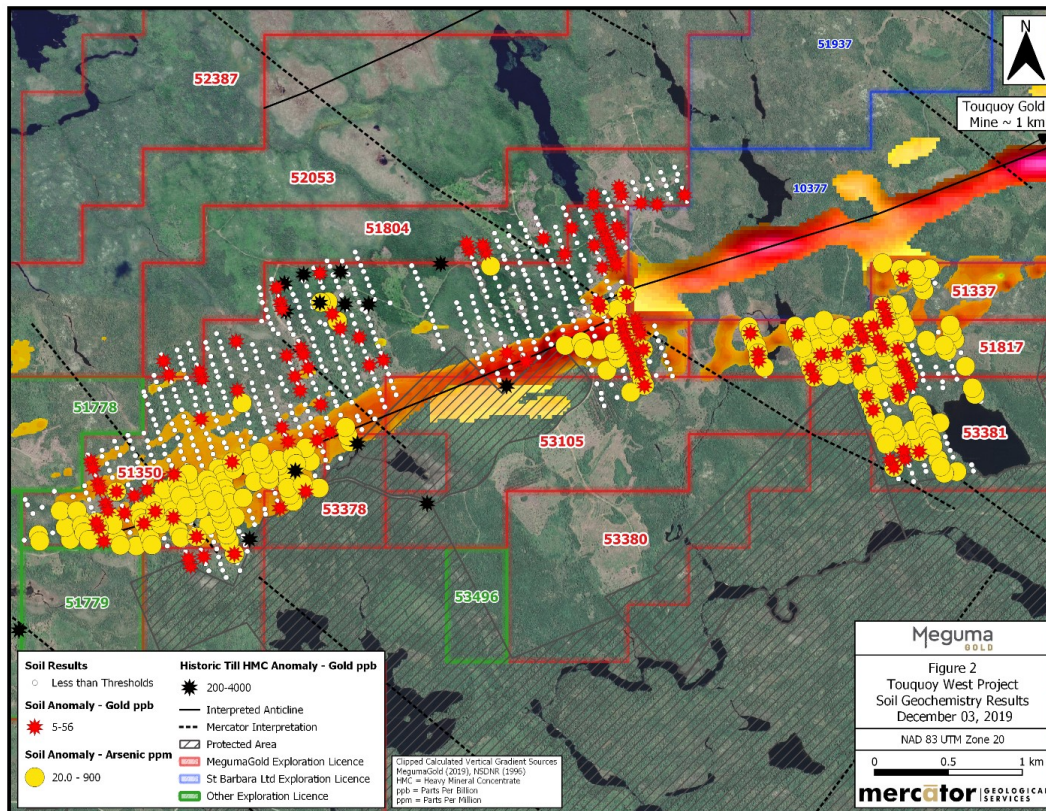 N
51937
52387
Touquoy Gold
Mine ~ 1 km
52053
10377
51804
51337
51817
51778
53105
53381
51350
53378
53380
51779
53496
Soil Results
Less than Thresholds
Soil Anomaly - Gold ppb
5-56
Soil Anomaly - Arsenic ppm
20.0 - 900
Historic Till HMC Anomaly - Gold ppb
200-4000
Interpreted Anticline
Mercator Interpretation
Protected Area
MegumaGold Exploration Licence
St Barbara Ltd Exploration Licence
Other Exploration Licence
Clipped Calculated Vertical Gradient Sources
MegumaGold (2019), NSDNR (1996)
HMC = Heavy Mineral Concentrate
ppb = Parts Per Billion
ppm = Parts Per Million
Meguma
GOLD
Figure 2
Touquoy West Project
Soil Geochemistry Results
December 03, 2019
NAD 83 UTM Zone 20
0 0.5 1 km
mercator GEOLOGICAL
SERVICES